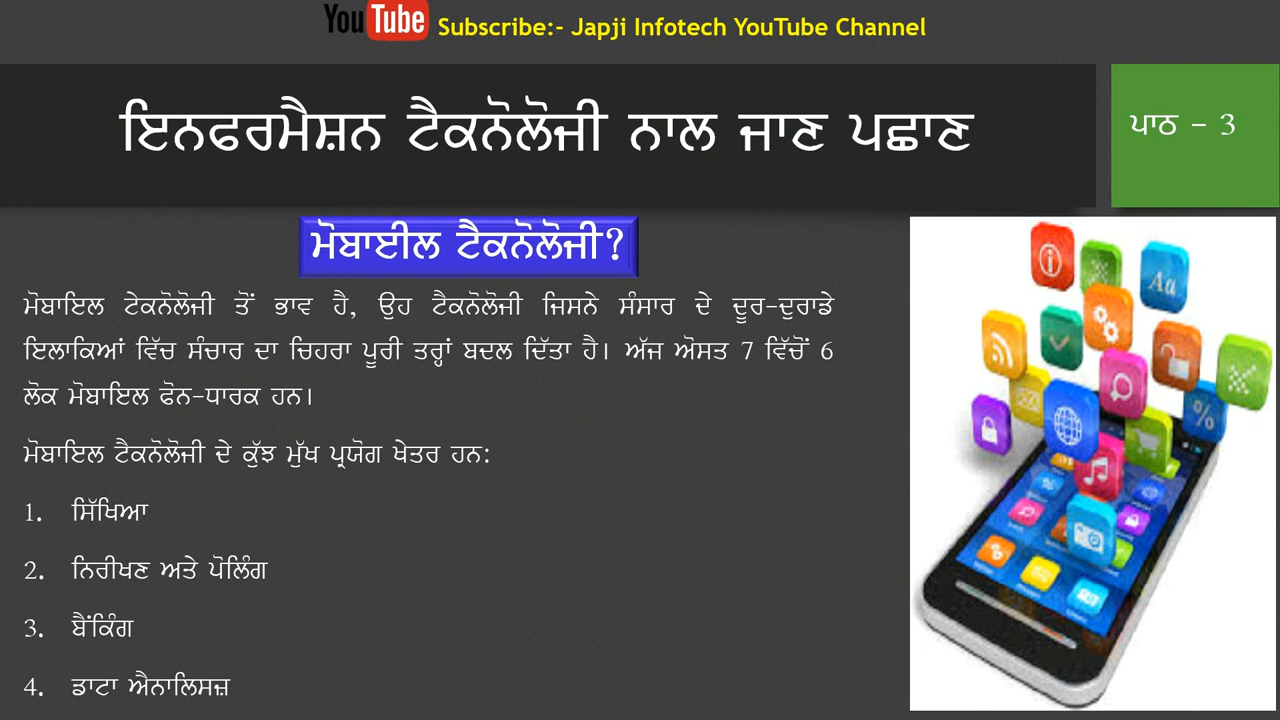 YouTube Subscribe:- Japji Infotech YouTube Channel
ਇਨਫਰਮੈਸ਼ਨ ਟੈਕਨੋਲੋਜੀ ਨਾਲ ਜਾਣ ਪਛਾਣ
ਪਾਠ - 3
ਮੋਬਾਈਲ ਟੈਕਨੋਲੋਜੀ?
ਮੋਬਾਇਲ ਟੇਕਨੋਲੋਜੀ ਤੋਂ ਭਾਵ ਹੈ, ਉਹ ਟੈਕਨੋਲੋਜੀ ਜਿਸਨੇ ਸੰਸਾਰ ਦੇ ਦੂਰ-ਦੁਰਾਡੇ
ਇਲਾਕਿਆਂ ਵਿੱਚ ਸੰਚਾਰ ਦਾ ਚਿਹਰਾ ਪੂਰੀ ਤਰ੍ਹਾਂ ਬਦਲ ਦਿੱਤਾ ਹੈ। ਅੱਜ ਔਸਤ 7 ਵਿੱਚੋਂ 6
ਲੋਕ ਮੋਬਾਇਲ ਫੋਨ-ਧਾਰਕ ਹਨ।
ਮੋਬਾਇਲ ਟੈਕਨੋਲੋਜੀ ਦੇ ਕੁੱਝ ਮੁੱਖ ਪ੍ਰਯੋਗ ਖੇਤਰ ਹਨ:
1. ਸਿੱਖਿਆ
2. ਨਿਰੀਖਣ ਅਤੇ ਪੋਲਿੰਗ
3. ਬੈਂਕਿੰਗ
4. ਡਾਟਾ ਐਨਾਲਿਸਜ਼
Aa
%